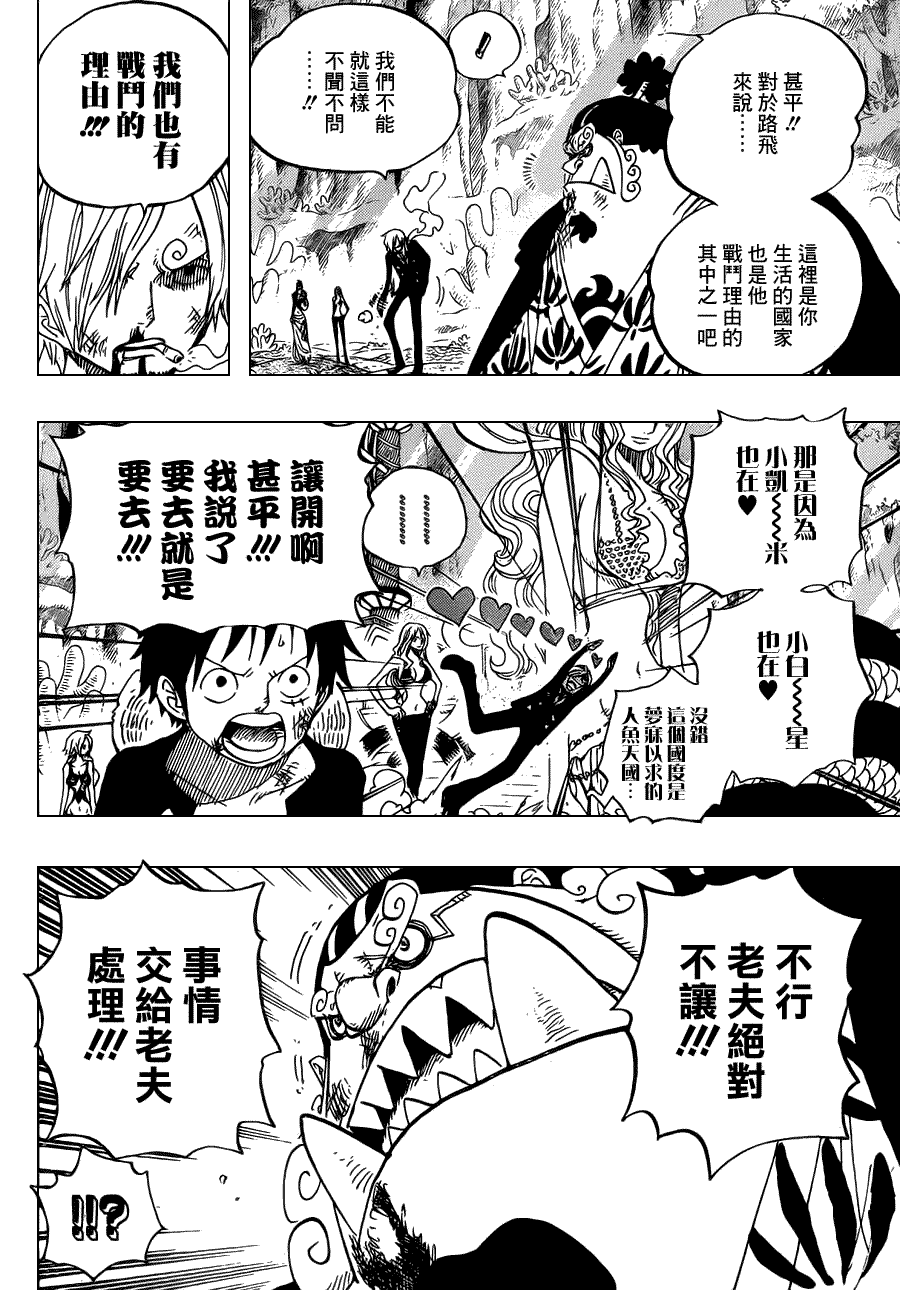 甚平!!
對於路飛
來說……
這裡是你
生活的國家
也是他
戰鬥理由的
其中之一吧
!
我們不能
就這樣
不聞不問
……!!
我們也有
戰鬥的
理由!!!
那是因為
小凱~~米
也在♥
小白~~星
也在♥
沒錯
這個國度是
夢寐以求的
人魚天國…
………
………
讓開啊
甚平!!!
我説了
要去就是
要去!!!
不行
老夫絕對
不讓!!!
事情
交給老夫
處理!!!
!!?